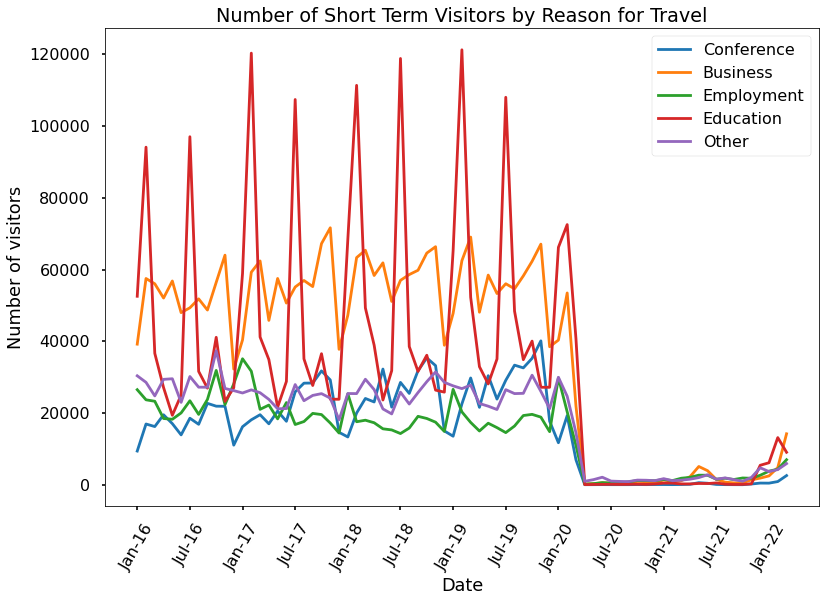 Number of Short Term Visitors by Reason for Travel
Conference
Business
Employment
Education
Other
Number of visitors
120000
100000
80000
60000
40000
20000
0
Jan-16
Jul-16
Jan-17
Jul-17
Jan-18
Jul-18
Jan-19
Jul-19
Jan-20
Jul-20
Jan-21
Jul-21
Jan-22
Date